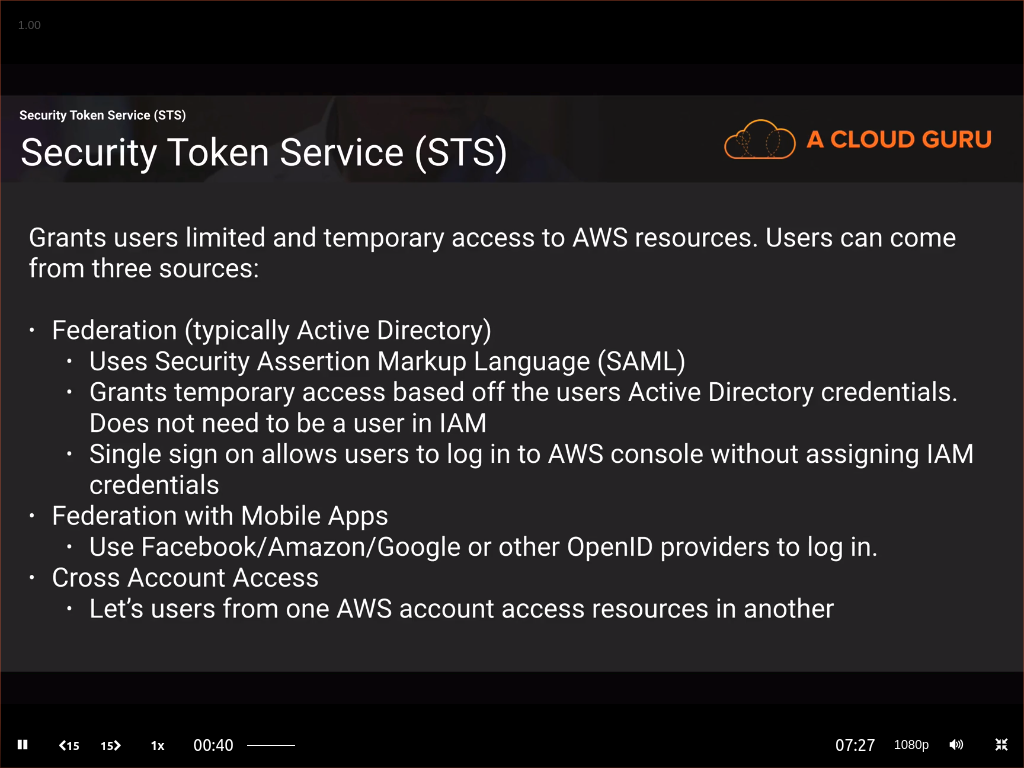 1.00
Security Token Service (STS)
Security Token Service (STS)
A CLOUD GURU
Grants users limited and temporary access to AWS resources. Users can come
from three sources:
· Federation (typically Active Directory)
· Uses Security Assertion Markup Language (SAML)
· Grants temporary access based off the users Active Directory credentials.
Does not need to be a user in IAM
· Single sign on allows users to log in to AWS console without assigning IAM
credentials
· Federation with Mobile Apps
· Use Facebook/Amazon/Google or other OpenID providers to log in.
· Cross Account Access
· Let’s users from one AWS account access resources in another
15 15 1x 00:40 07:27 1080p